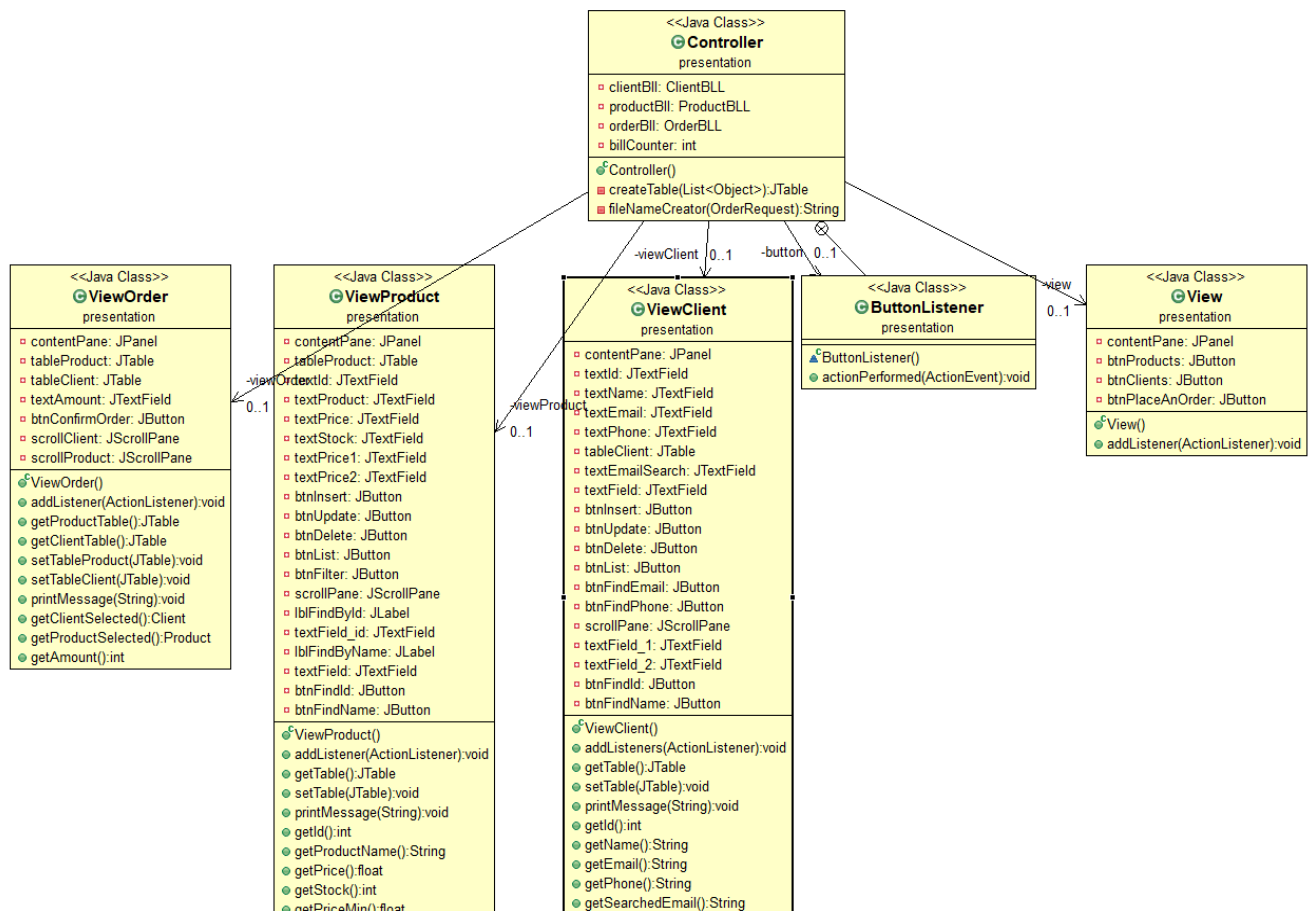 <<Java Class>>
Controller
presentation
clientBll: ClientBLL
productBll: ProductBLL
orderBll: OrderBLL
billCounter: int
Controller()
createTable(List<Object>):JTable
fileNameCreator(OrderRequest):String
-viewClient
0..1
-button
0..1
-view
0..1
-viewOrder
0..1
-viewProduct
0..1
<<Java Class>>
ViewOrder
presentation
contentPane: JPanel
tableProduct: JTable
tableClient: JTable
textAmount: JTextField
btnConfirmOrder: JButton
scrollClient: JScrollPane
scrollProduct: JScrollPane
ViewOrder()
addListener(ActionListener):void
getProductTable():JTable
getClientTable():JTable
setTableProduct(JTable):void
setTableClient(JTable):void
printMessage(String):void
getClientSelected():Client
getProductSelected():Product
getAmount():int
<<Java Class>>
ViewProduct
presentation
contentPane: JPanel
tableProduct: JTable
textId: JTextField
textProduct: JTextField
textPrice: JTextField
textStock: JTextField
textPrice1: JTextField
textPrice2: JTextField
btnInsert: JButton
btnUpdate: JButton
btnDelete: JButton
btnList: JButton
btnFilter: JButton
scrollPane: JScrollPane
lblFindById: JLabel
textField_id: JTextField
lblFindByName: JLabel
textField: JTextField
btnFindId: JButton
btnFindName: JButton
ViewProduct()
addListener(ActionListener):void
getTable():JTable
setTable(JTable):void
printMessage(String):void
getId():int
getProductName():String
getPrice():float
getStock():int
getPriceMin():float
<<Java Class>>
ViewClient
presentation
contentPane: JPanel
textId: JTextField
textName: JTextField
textEmail: JTextField
textPhone: JTextField
tableClient: JTable
textEmailSearch: JTextField
textField: JTextField
btnInsert: JButton
btnUpdate: JButton
btnDelete: JButton
btnList: JButton
btnFindEmail: JButton
btnFindPhone: JButton
scrollPane: JScrollPane
textField_1: JTextField
textField_2: JTextField
btnFindId: JButton
btnFindName: JButton
ViewClient()
addListeners(ActionListener):void
getTable():JTable
setTable(JTable):void
printMessage(String):void
getId():int
getName():String
getEmail():String
getPhone():String
getSearchedEmail():String
<<Java Class>>
ButtonListener
presentation
ButtonListener()
actionPerformed(ActionEvent):void
<<Java Class>>
View
presentation
contentPane: JPanel
btnProducts: JButton
btnClients: JButton
btnPlaceAnOrder: JButton
View()
addListener(ActionListener):void